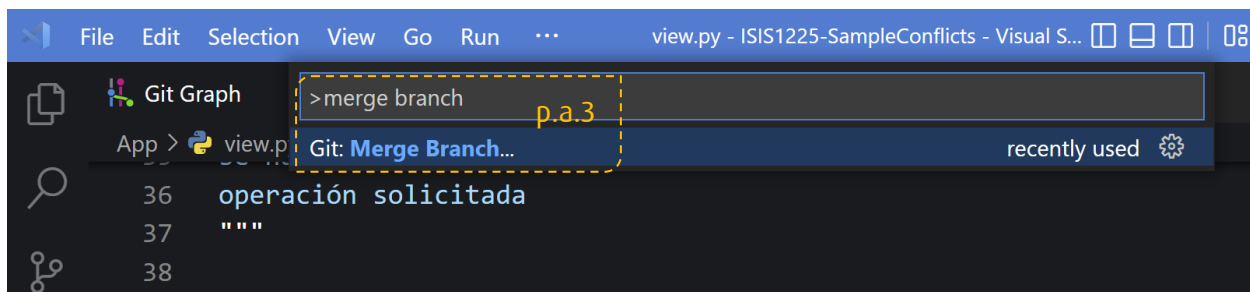 File Edit Selection View Go Run ··· view.py - ISIS1225-SampleConflicts - Visual S...
Git Graph
>merge branch
p.a.3
App > view.p
Git: Merge Branch...
recently used
36 operación solicitada
37 """
38